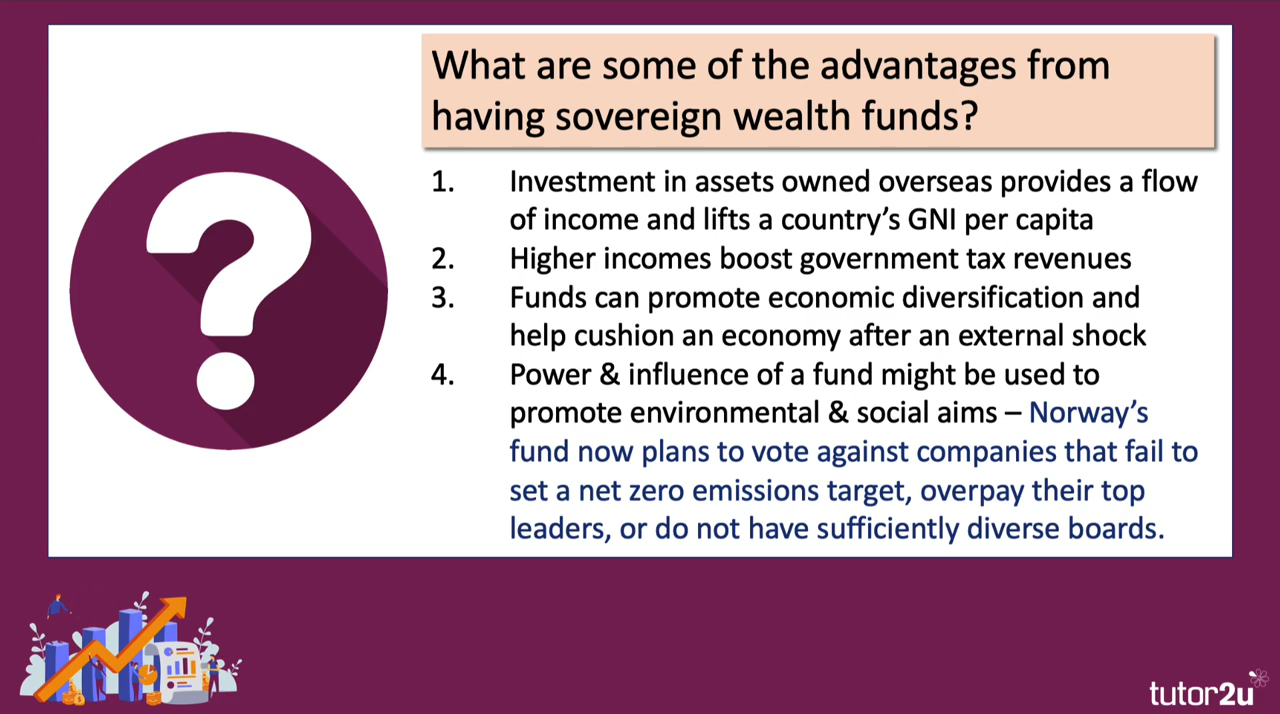 What are some of the advantages from
having sovereign wealth funds?
1. Investment in assets owned overseas provides a flow
of income and lifts a country’s GNI per capita
2. Higher incomes boost government tax revenues
3. Funds can promote economic diversification and
help cushion an economy after an external shock
4. Power & influence of a fund might be used to
promote environmental & social aims – Norway’s
fund now plans to vote against companies that fail to
set a net zero emissions target, overpay their top
leaders, or do not have sufficiently diverse boards.
tutor2u